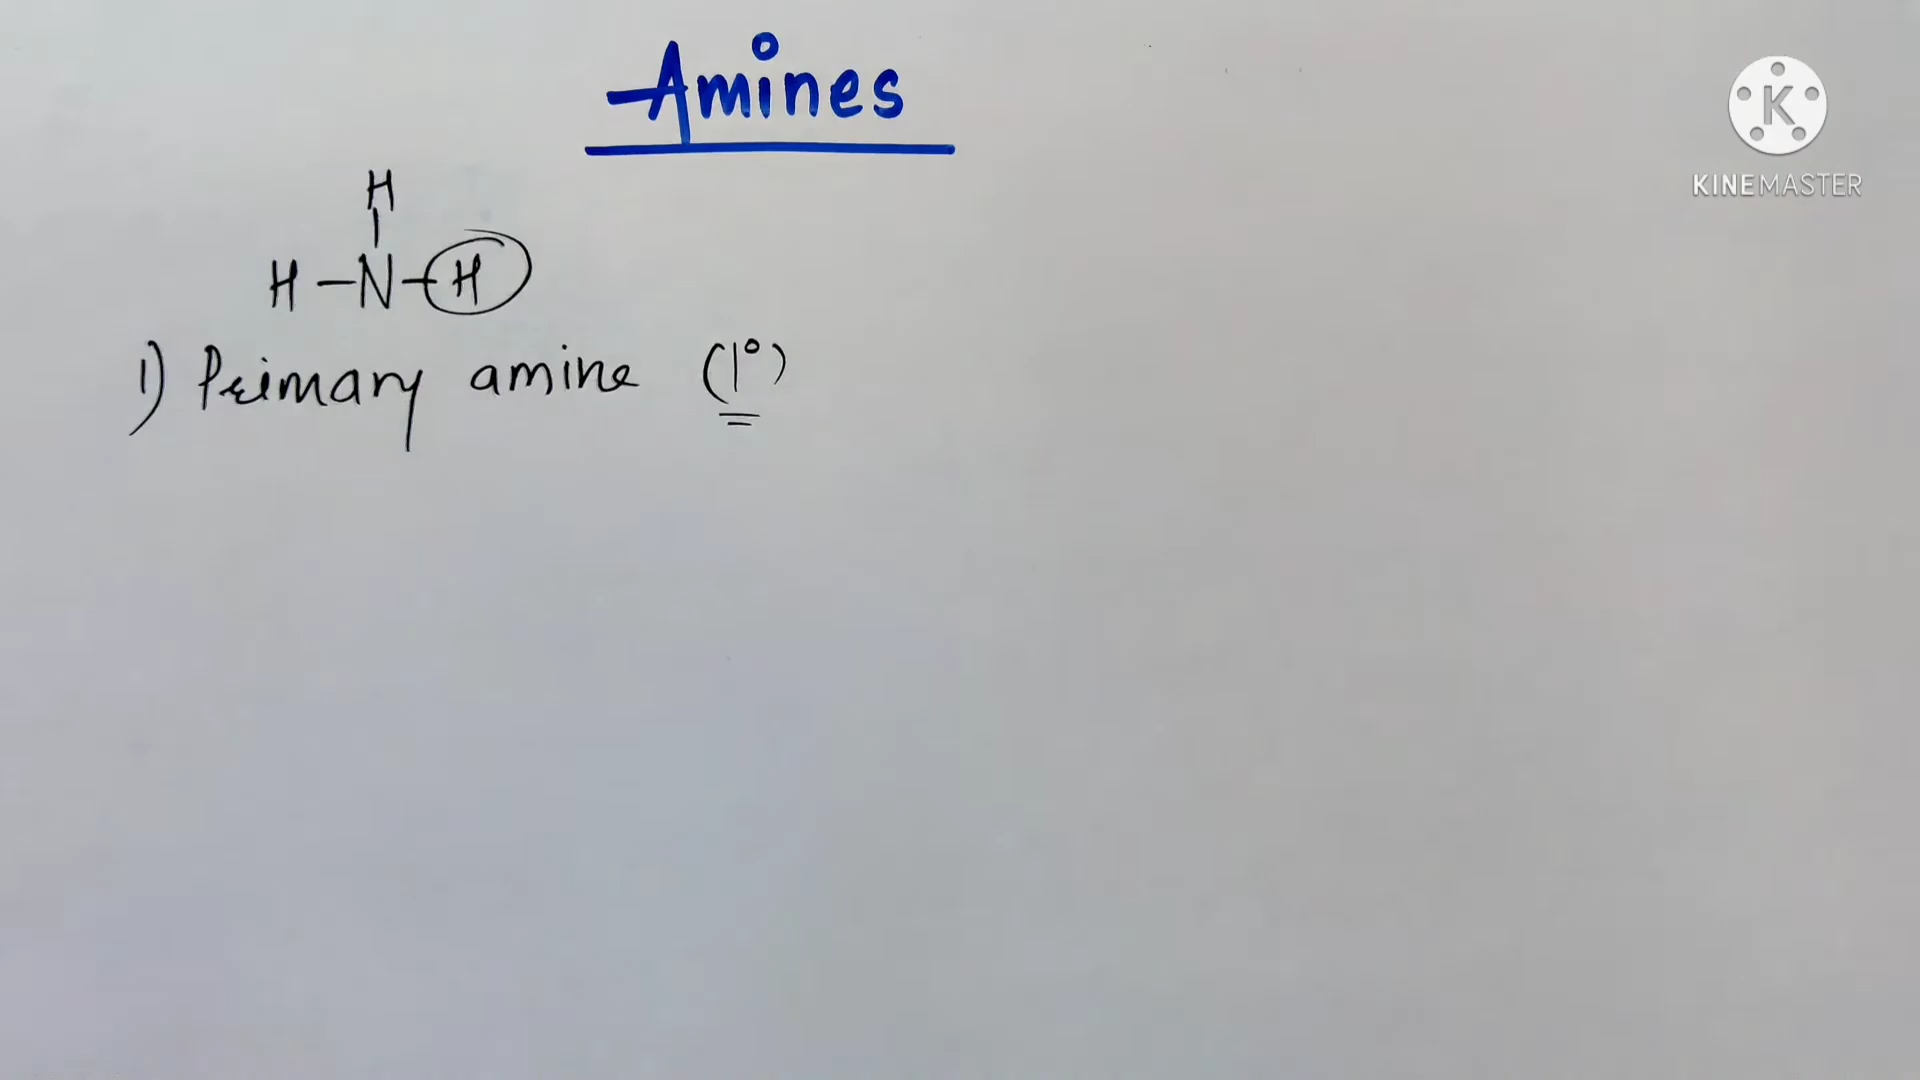 Amines
H
H-N-H
1) Primary amine (1°)
K
KINEMASTER